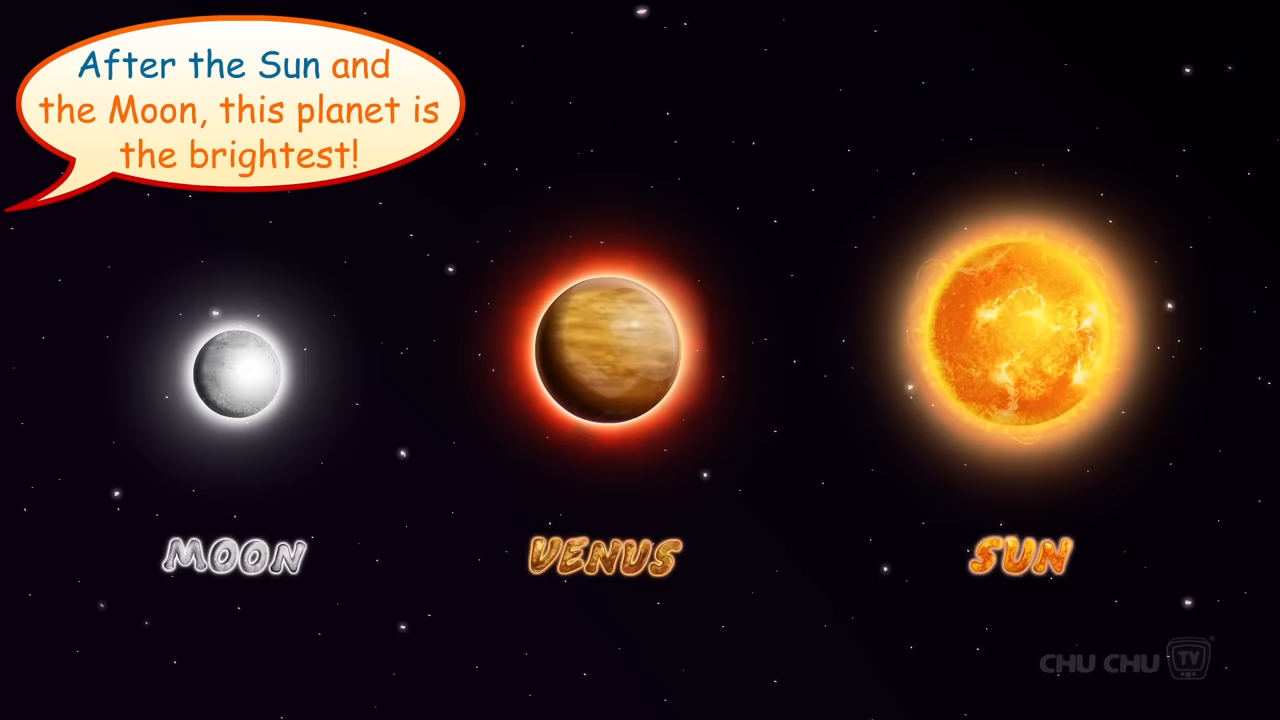 After the Sun and
the Moon, this planet is
the brightest!
MOON
VENUS
SUN
CHU CHU TV